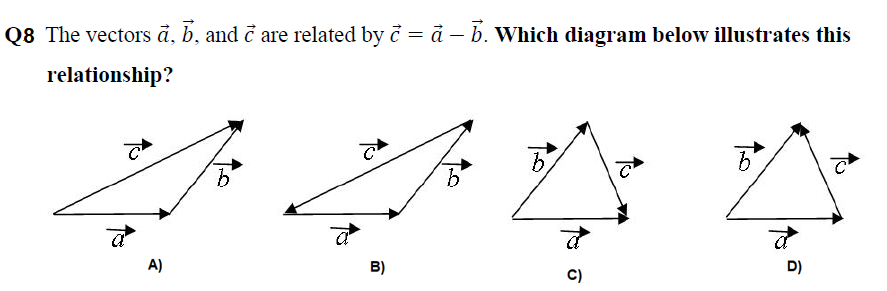 Q8 The vectors a⃗, b⃗, and c⃗ are related by c⃗ = a⃗ − b⃗. Which diagram below illustrates this
relationship?
c⃗ b⃗ a⃗
A)
c⃗ b⃗ a⃗
B)
b⃗ c⃗ a⃗
C)
b⃗ c⃗ a⃗
D)